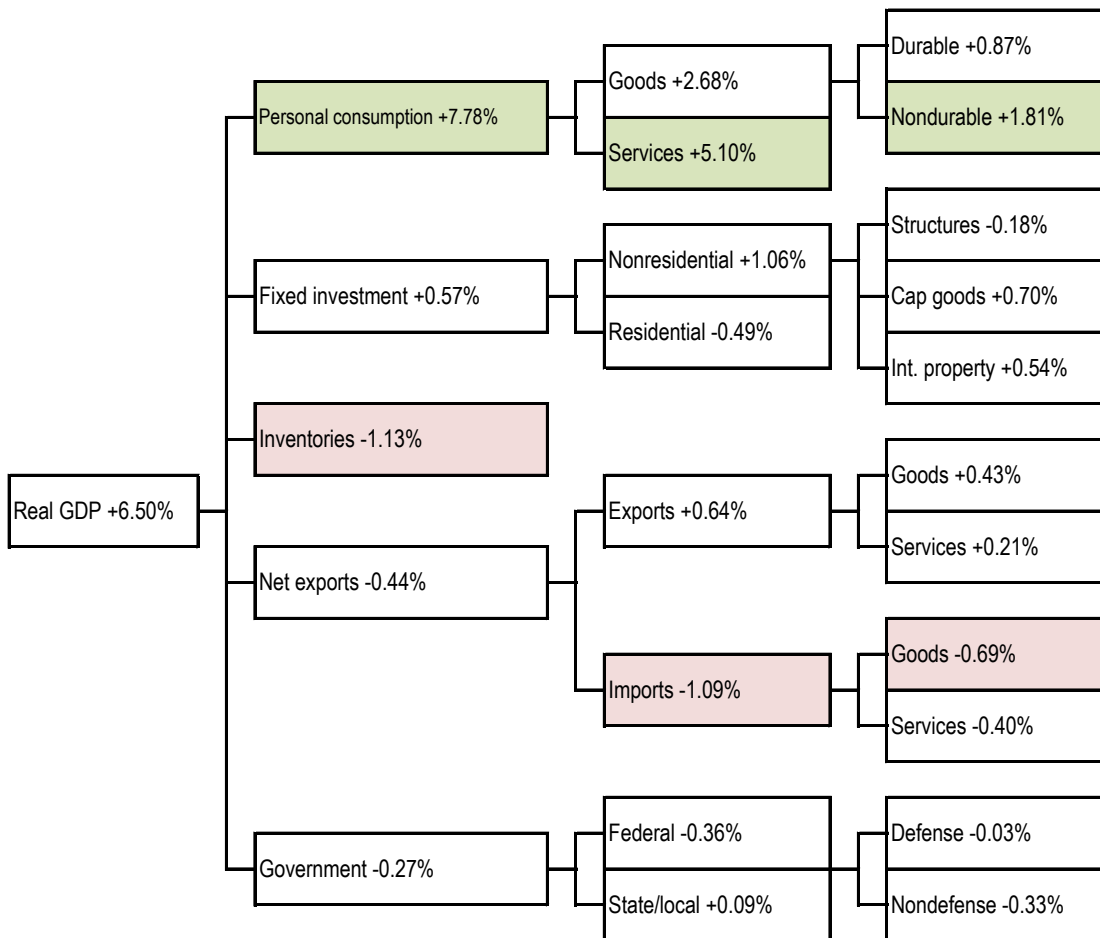 Real GDP +6.50%
Personal consumption +7.78%
Goods +2.68%
Durable +0.87%
Nondurable +1.81%
Services +5.10%
Fixed investment +0.57%
Nonresidential +1.06%
Structures -0.18%
Cap goods +0.70%
Int. property +0.54%
Residential -0.49%
Inventories -1.13%
Net exports -0.44%
Exports +0.64%
Goods +0.43%
Services +0.21%
Imports -1.09%
Goods -0.69%
Services -0.40%
Government -0.27%
Federal -0.36%
Defense -0.03%
Nondefense -0.33%
State/local +0.09%